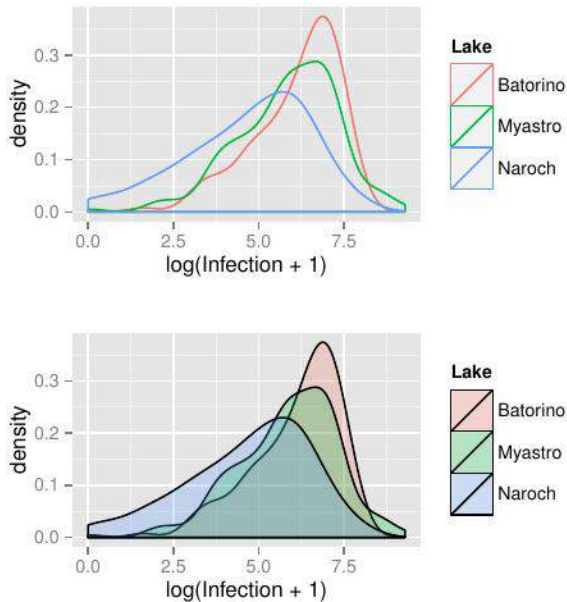 density
0.3
0.2
0.1
0.0
0.0 2.5 5.0 7.5
log(Infection + 1)
Lake
Batorino
Myastro
Naroch
density
0.3
0.2
0.1
0.0
0.0 2.5 5.0 7.5
log(Infection + 1)
Lake
Batorino
Myastro
Naroch